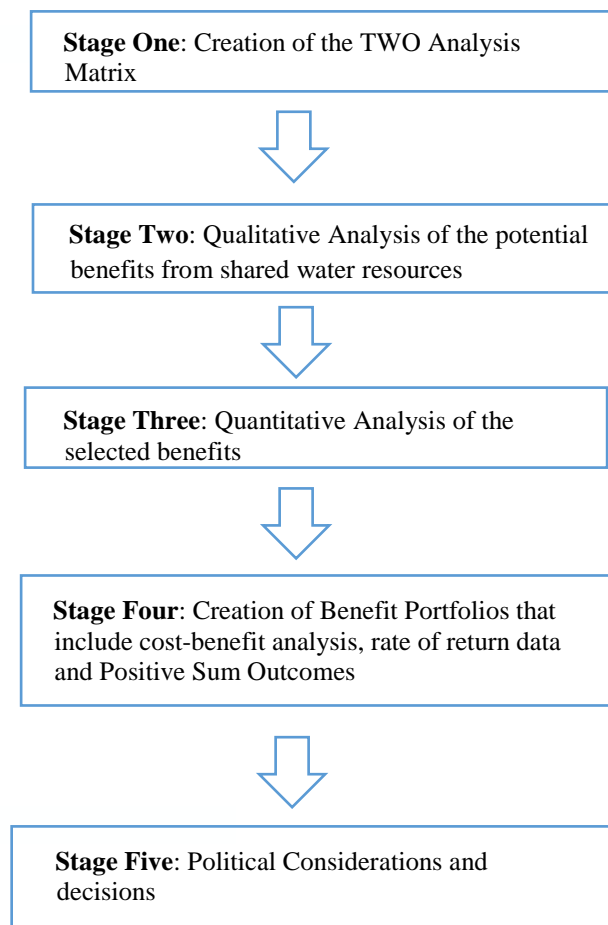 Stage One: Creation of the TWO Analysis
Matrix
Stage Two: Qualitative Analysis of the potential
benefits from shared water resources
Stage Three: Quantitative Analysis of the
selected benefits
Stage Four: Creation of Benefit Portfolios that
include cost-benefit analysis, rate of return data
and Positive Sum Outcomes
Stage Five: Political Considerations and
decisions